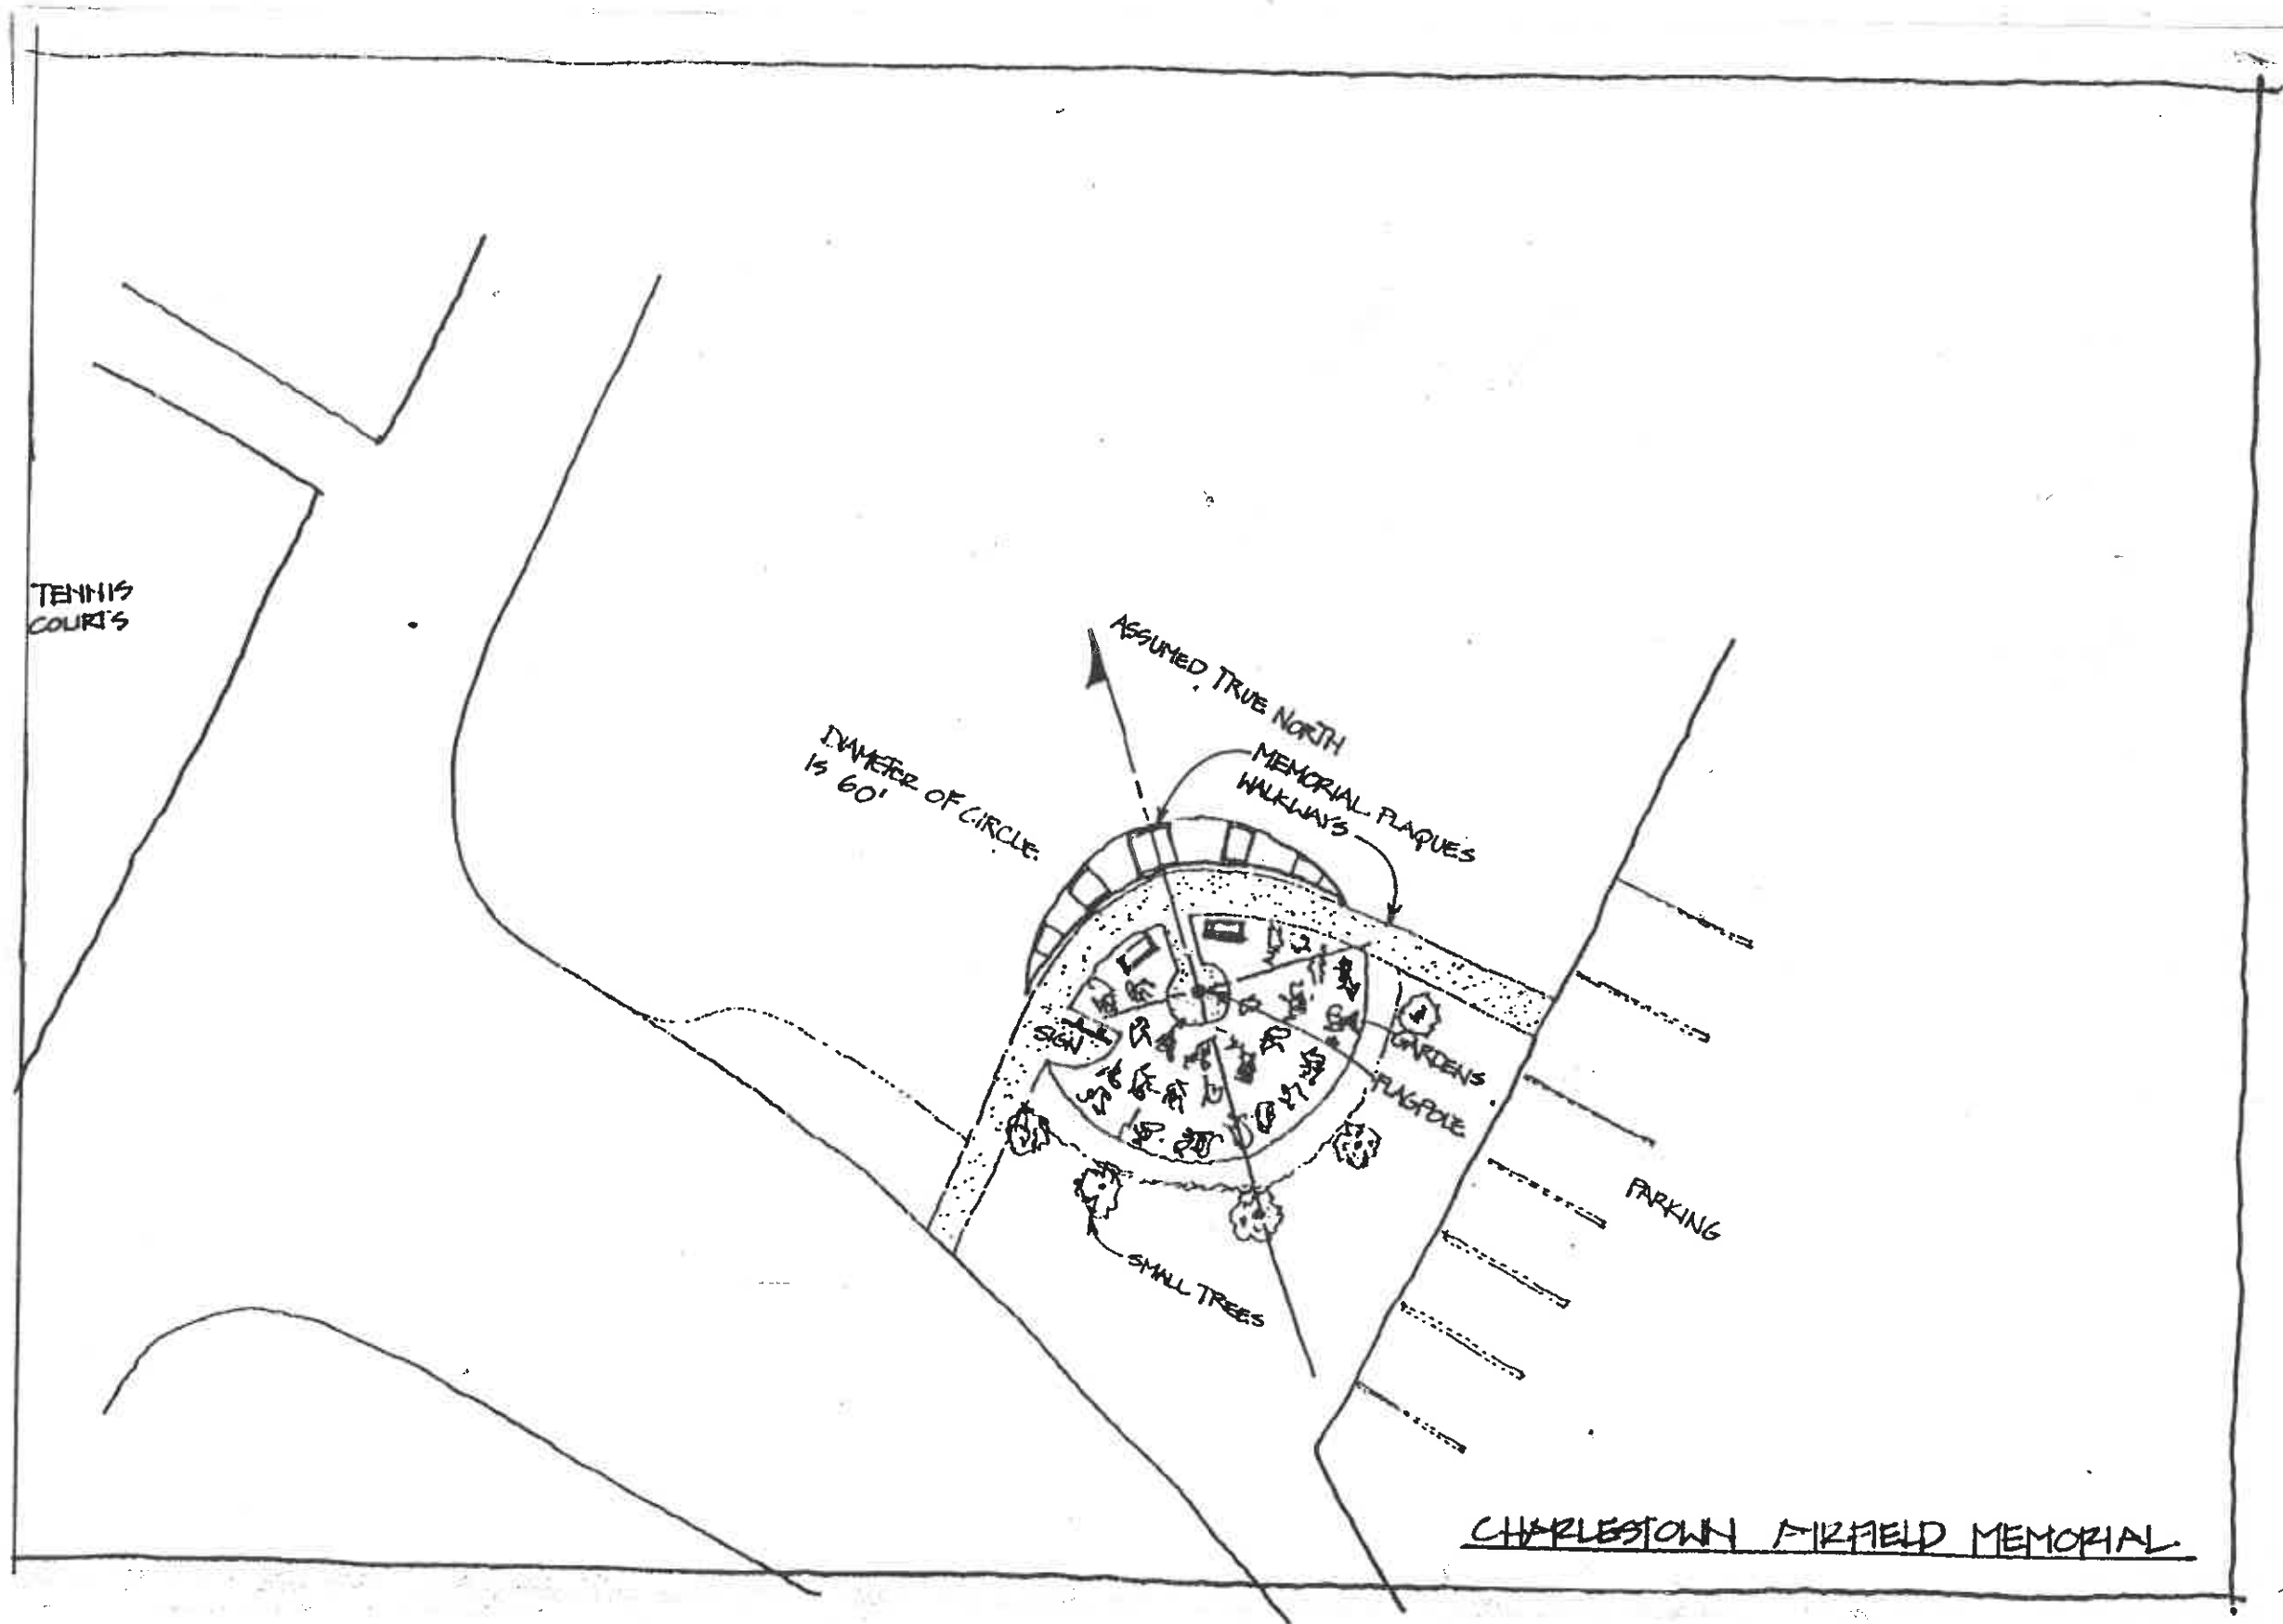 TENNIS
COURTS
ASSUMED TRUE NORTH
DIAMETER OF CIRCLE
IS 60'
MEMORIAL PLAQUES
WALKWAYS
SIGN
GARDENS
FLAGPOLE
PARKING
SMALL TREES
CHARLESTOWN AIRFIELD MEMORIAL